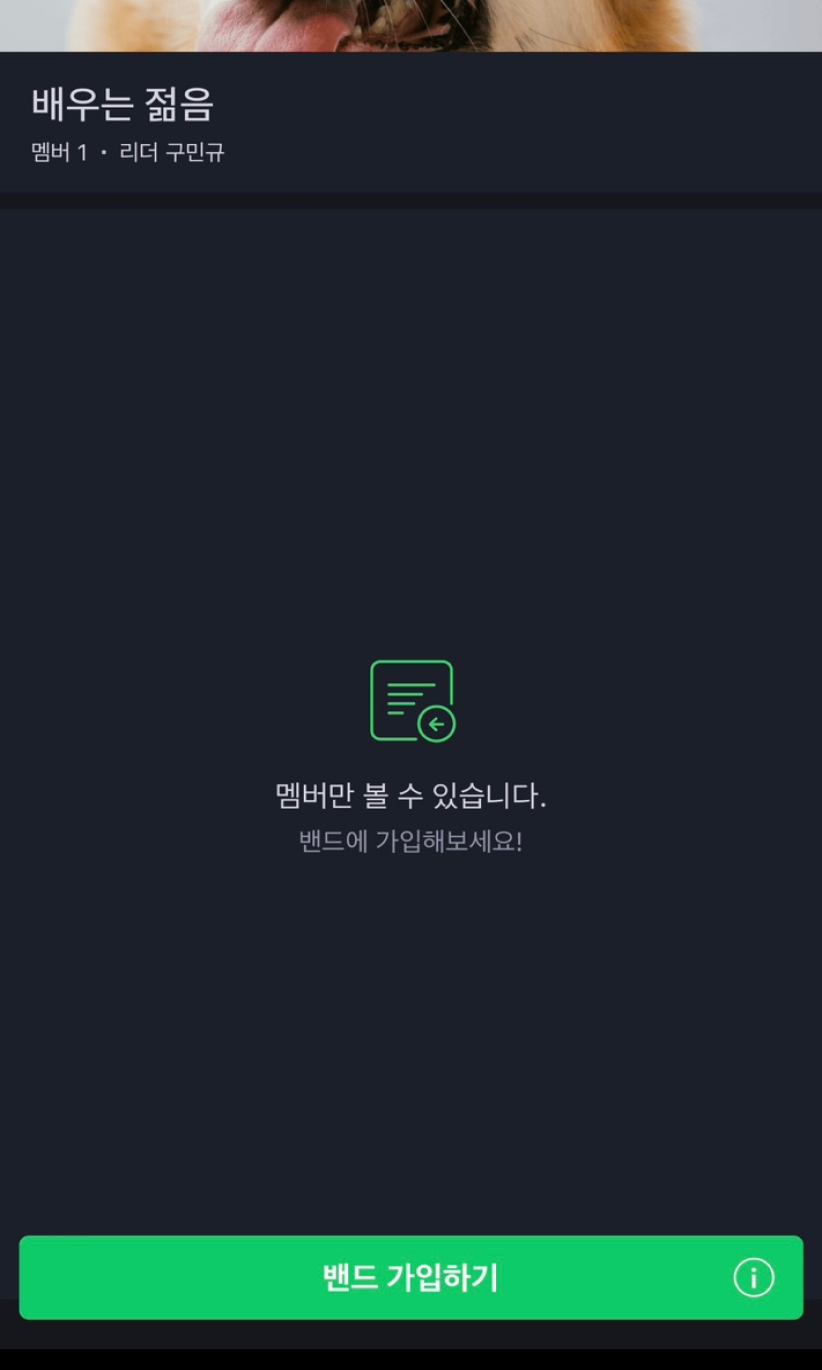 배우는 젊음
멤버 1 · 리더 구민규
멤버만 볼 수 있습니다.
밴드에 가입해보세요!
밴드 가입하기